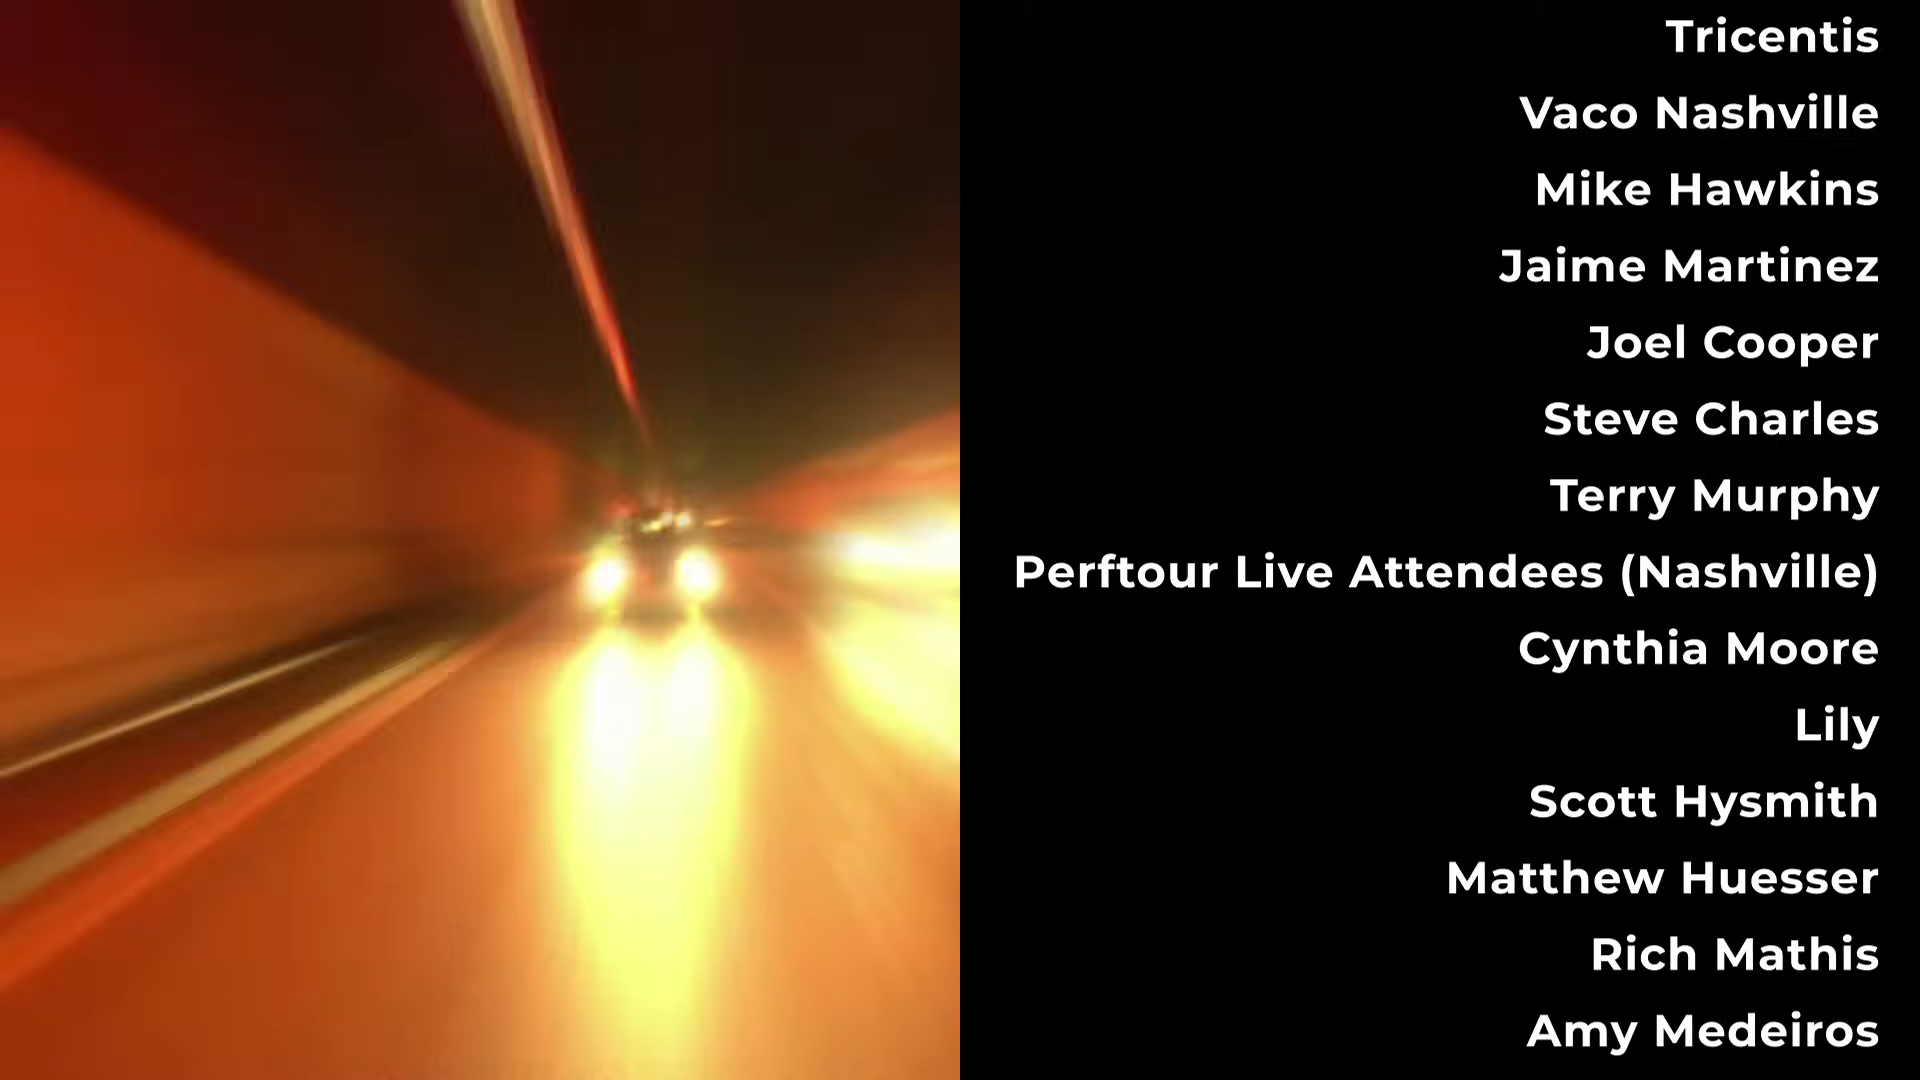 Tricentis
Vaco Nashville
Mike Hawkins
Jaime Martinez
Joel Cooper
Steve Charles
Terry Murphy
Perftour Live Attendees (Nashville)
Cynthia Moore
Lily
Scott Hysmith
Matthew Huesser
Rich Mathis
Amy Medeiros